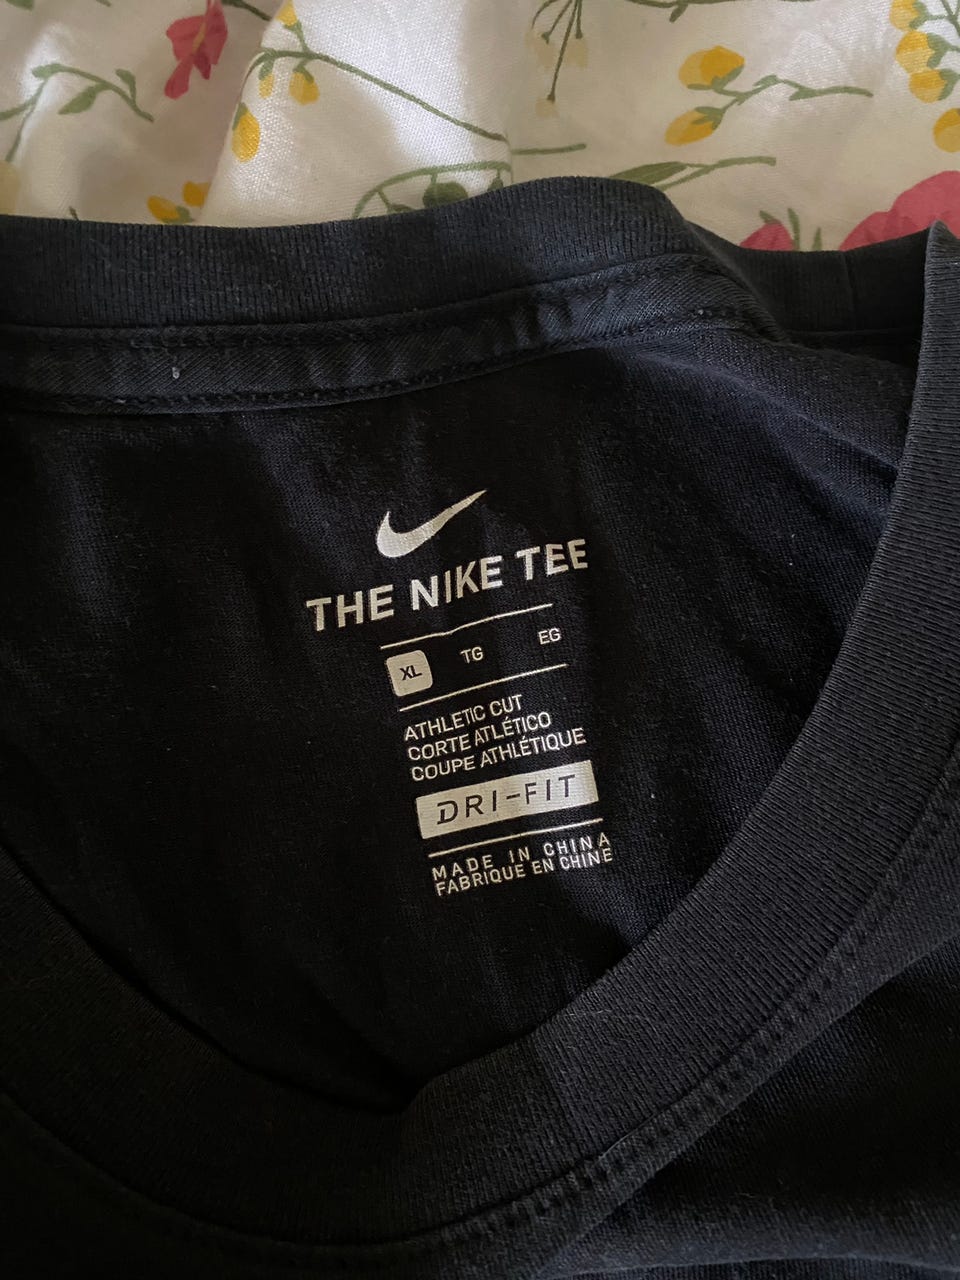 THE NIKE TEE
XL TG EG
ATHLETIC CUT
CORTE ATLÉTICO
COUPE ATHLÉTIQUE
DRI-FIT
MADE IN CHINA
FABRIQUE EN CHINE